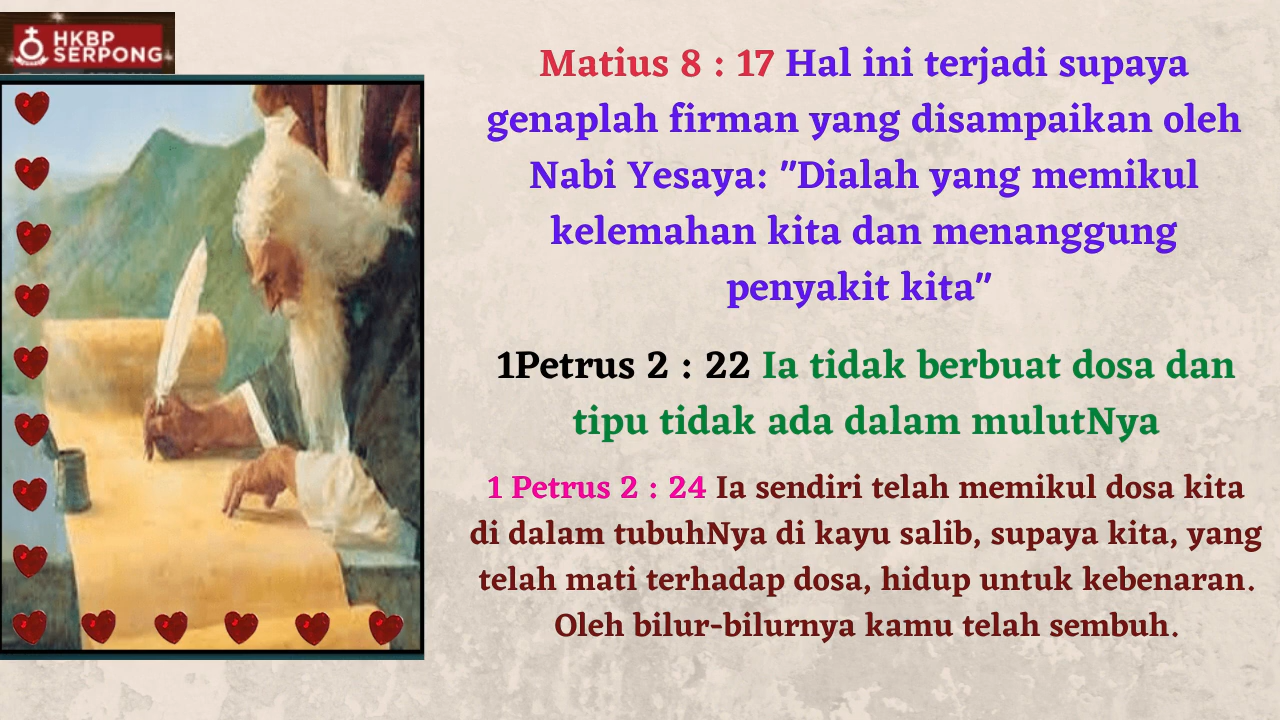 HKBP
SERPONG
Matius 8 : 17 Hal ini terjadi supaya
genaplah firman yang disampaikan oleh
Nabi Yesaya: "Dialah yang memikul
kelemahan kita dan menanggung
penyakit kita"
1Petrus 2 : 22 Ia tidak berbuat dosa dan
tipu tidak ada dalam mulutNya
1 Petrus 2 : 24 Ia sendiri telah memikul dosa kita
di dalam tubuhNya di kayu salib, supaya kita, yang
telah mati terhadap dosa, hidup untuk kebenaran.
Oleh bilur-bilurnya kamu telah sembuh.